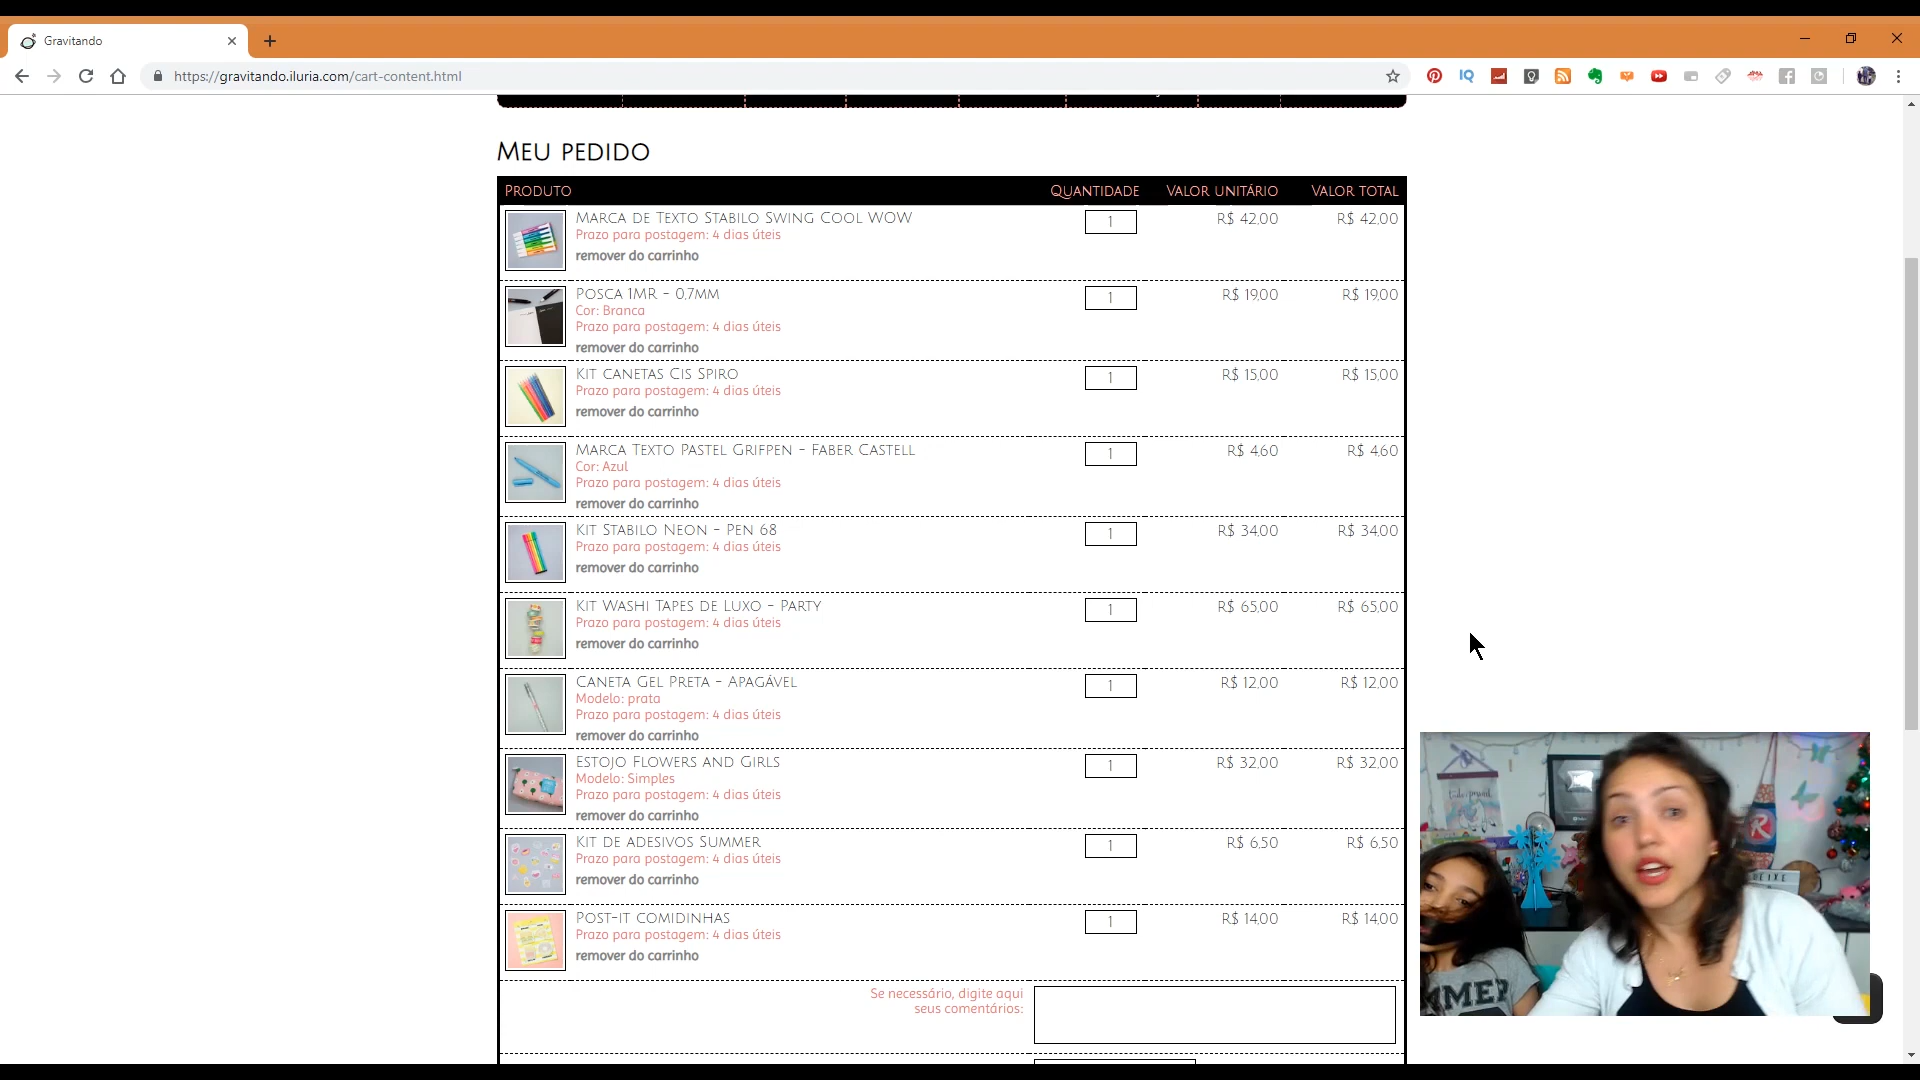 Gravitando
https://gravitando.iluria.com/cart-content.html
Meu pedido
Produto Quantidade Valor unitário Valor total
Marca de Texto Stabilo Swing Cool WOW 1 R$ 42,00 R$ 42,00
Prazo para postagem: 4 dias úteis
remover do carrinho
Posca 1MR - 0,7mm 1 R$ 19,00 R$ 19,00
Cor: Branca
Prazo para postagem: 4 dias úteis
remover do carrinho
Kit canetas Cis Spiro 1 R$ 15,00 R$ 15,00
Prazo para postagem: 4 dias úteis
remover do carrinho
Marca Texto Pastel Grifpen - Faber Castell 1 R$ 4,60 R$ 4,60
Cor: Azul
Prazo para postagem: 4 dias úteis
remover do carrinho
Kit Stabilo Neon - Pen 68 1 R$ 34,00 R$ 34,00
Prazo para postagem: 4 dias úteis
remover do carrinho
Kit Washi Tapes de Luxo - Party 1 R$ 65,00 R$ 65,00
Prazo para postagem: 4 dias úteis
remover do carrinho
Caneta Gel Preta - Apagável 1 R$ 12,00 R$ 12,00
Modelo: prata
Prazo para postagem: 4 dias úteis
remover do carrinho
Estojo Flowers and Girls 1 R$ 32,00 R$ 32,00
Modelo: Simples
Prazo para postagem: 4 dias úteis
remover do carrinho
Kit de adesivos Summer 1 R$ 6,50 R$ 6,50
Prazo para postagem: 4 dias úteis
remover do carrinho
Post-it comidinhas 1 R$ 14,00 R$ 14,00
Prazo para postagem: 4 dias úteis
remover do carrinho
Se necessário, digite aqui
seus comentários: